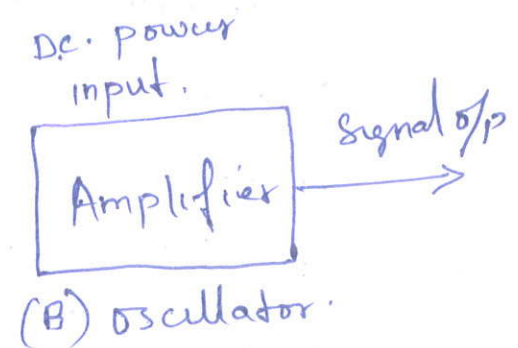 D.C. power
input.
Signal o/p
Amplifier
(B) oscillator.